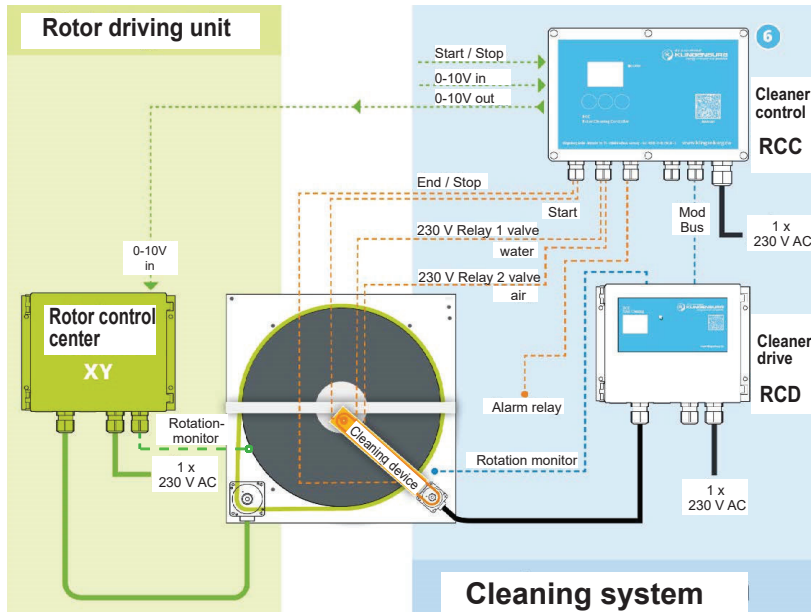 Rotor driving unit
Start / Stop
0-10V in
0-10V out
KLINGENBURG
6
Cleaner
control
RCC
End / Stop
Start
230 V Relay 1 valve
water
230 V Relay 2 valve
air
Mod
Bus
1 x
230 V AC
0-10V
in
Rotor control
center
XY
Rotation-
monitor
1 x
230 V AC
Cleaning device
Alarm relay
Rotation monitor
KLINGENBURG
Cleaner
drive
RCD
1 x
230 V AC
Cleaning system